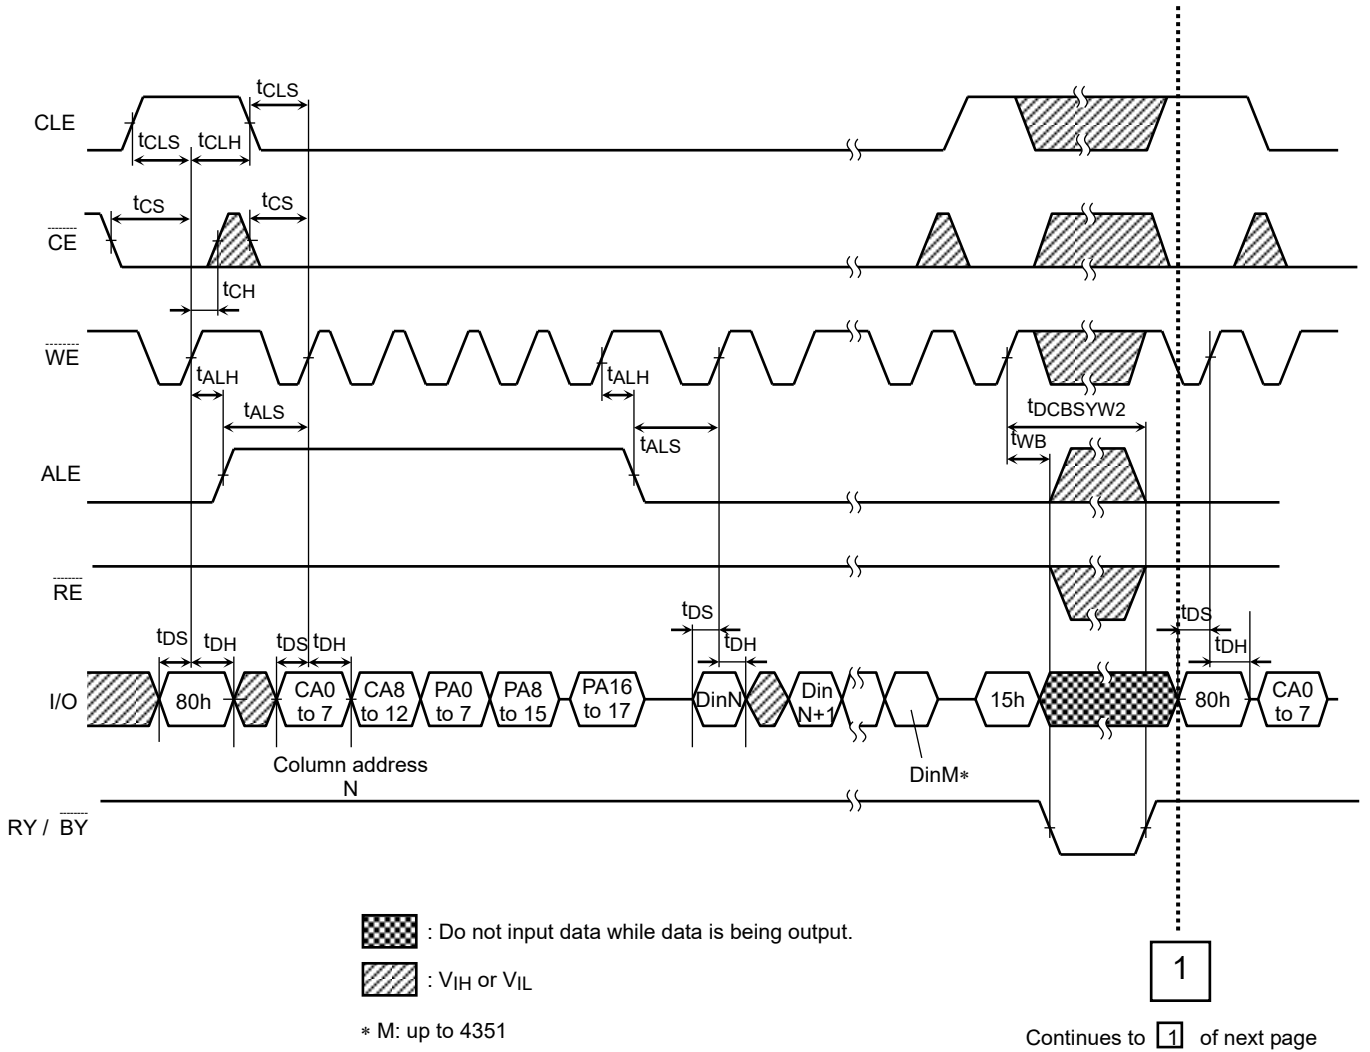 tCLS
CLE
tCLS tCLH
tCS tCS
CE
tCH
WE
tALH tALH
tALS tALS
tDCBSYW2
tWB
ALE
RE
tDS tDH tDS tDH tDS tDH tDS tDH
I/O
80h
CA0 to 7
CA8 to 12
PA0 to 7
PA8 to 15
PA16 to 17
DinN
Din N+1
15h
80h
CA0 to 7
Column address
N
DinM*
RY / BY
: Do not input data while data is being output.
: VIH or VIL
* M: up to 4351
1
Continues to 1 of next page